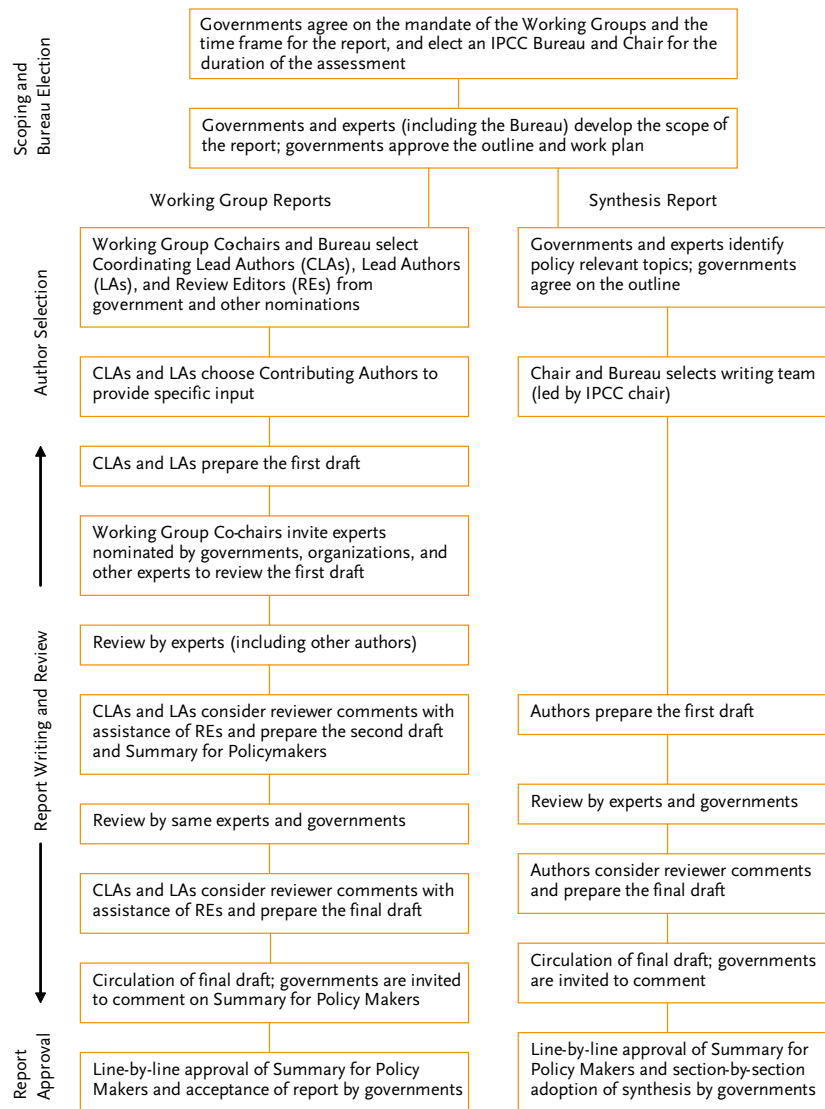 Scoping and
Bureau Election
Governments agree on the mandate of the Working Groups and the
time frame for the report, and elect an IPCC Bureau and Chair for the
duration of the assessment
Governments and experts (including the Bureau) develop the scope of
the report; governments approve the outline and work plan
Working Group Reports
Synthesis Report
Author Selection
Working Group Co-chairs and Bureau select
Coordinating Lead Authors (CLAs), Lead Authors
(LAs), and Review Editors (REs) from
government and other nominations
Governments and experts identify
policy relevant topics; governments
agree on the outline
CLAs and LAs choose Contributing Authors to
provide specific input
Chair and Bureau selects writing team
(led by IPCC chair)
Report Writing and Review
CLAs and LAs prepare the first draft
Working Group Co-chairs invite experts
nominated by governments, organizations, and
other experts to review the first draft
Review by experts (including other authors)
CLAs and LAs consider reviewer comments with
assistance of REs and prepare the second draft
and Summary for Policymakers
Authors prepare the first draft
Review by same experts and governments
Review by experts and governments
CLAs and LAs consider reviewer comments with
assistance of REs and prepare the final draft
Authors consider reviewer comments
and prepare the final draft
Circulation of final draft; governments are invited
to comment on Summary for Policy Makers
Circulation of final draft; governments
are invited to comment
Report
Approval
Line-by-line approval of Summary for Policy
Makers and acceptance of report by governments
Line-by-line approval of Summary for
Policy Makers and section-by-section
adoption of synthesis by governments